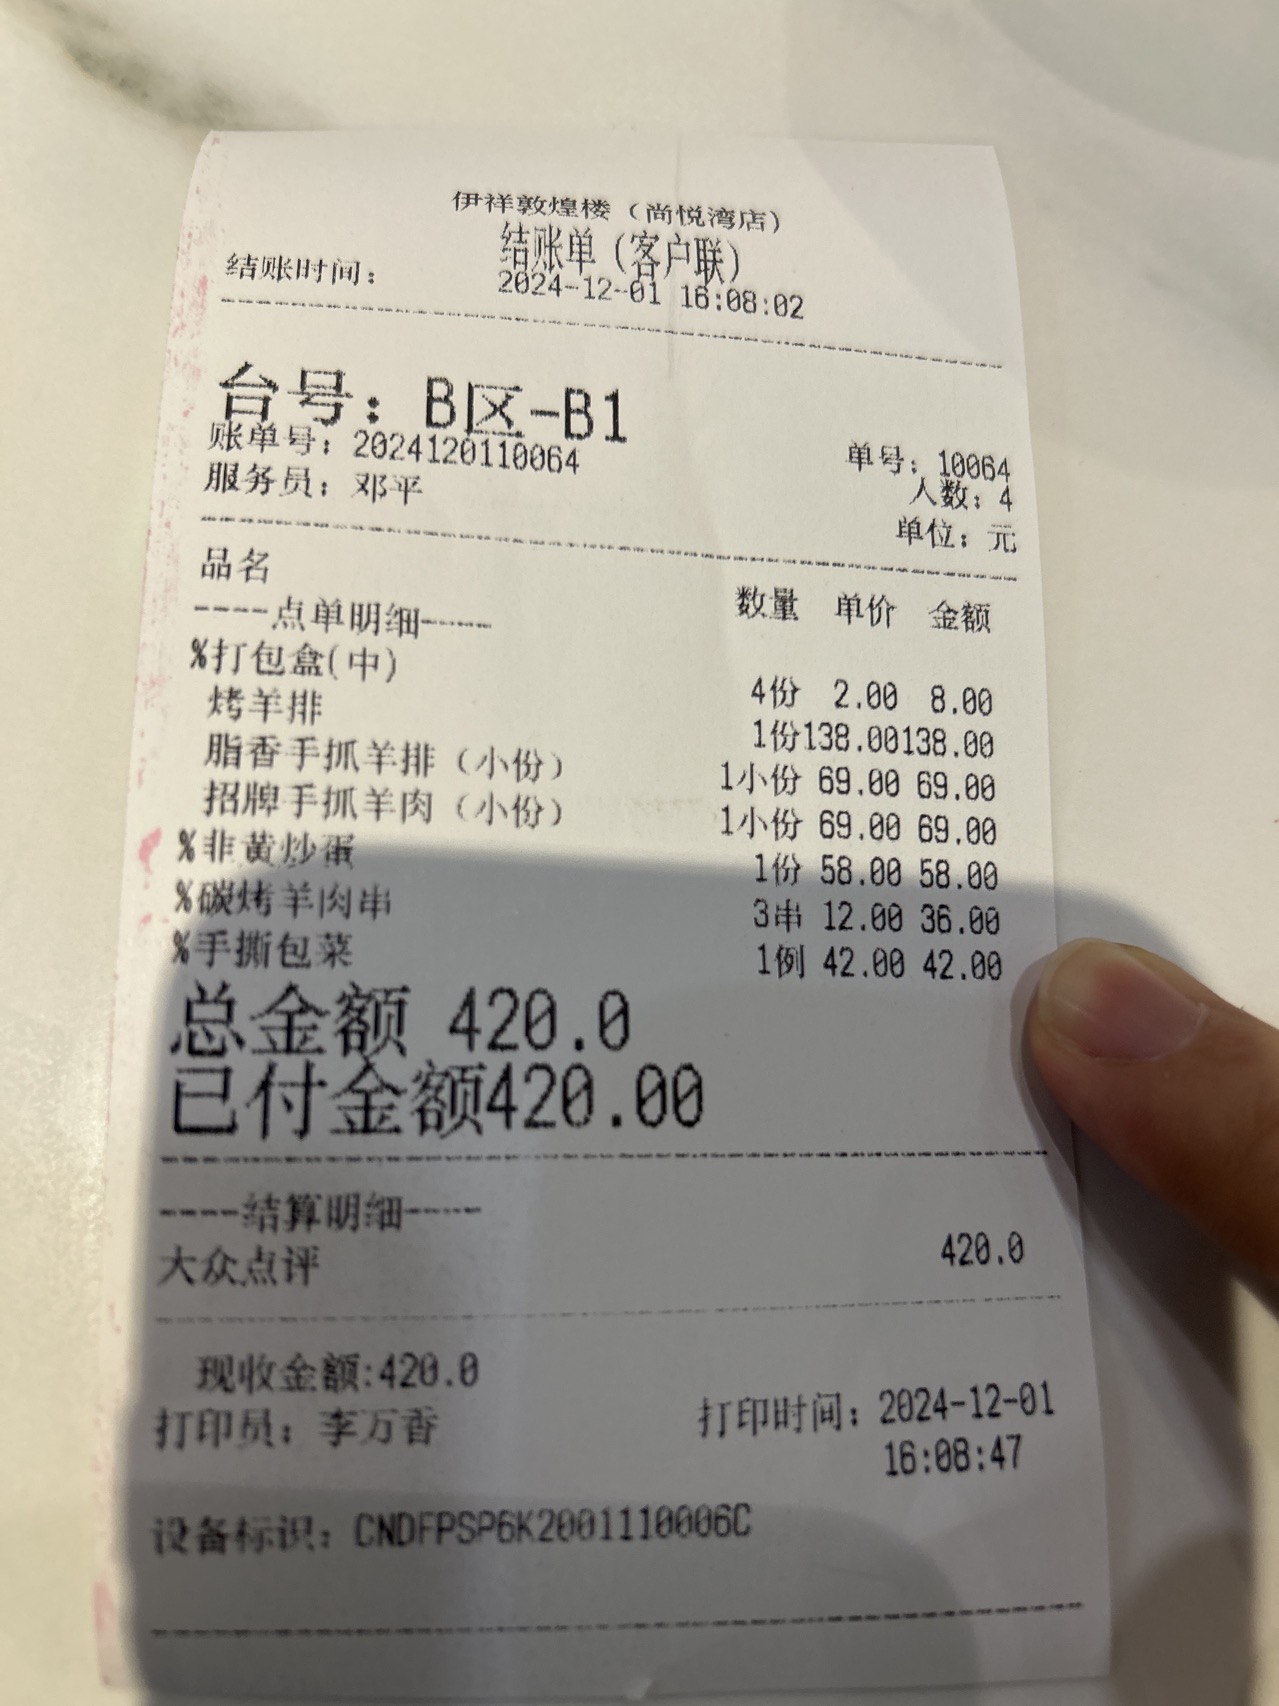 伊祥敦煌楼（尚悦湾店）
结账单（客户联）
结账时间： 2024-12-01 16:08:02
台号：B区-B1
账单号：2024120110064 单号：10064
服务员：邓平 人数：4
单位：元
品名 数量 单价 金额
----点单明细----
%打包盒(中) 4份 2.00 8.00
烤羊排 1份138.00138.00
脂香手抓羊排（小份） 1小份 69.00 69.00
招牌手抓羊肉（小份） 1小份 69.00 69.00
%非黄炒蛋 1份 58.00 58.00
%碳烤羊肉串 3串 12.00 36.00
%手撕包菜 1例 42.00 42.00
总金额 420.0
已付金额420.00
----结算明细----
大众点评 420.0
现收金额:420.0
打印员：李万香 打印时间：2024-12-01
16:08:47
设备标识：CNDFPSP6K2001110006C